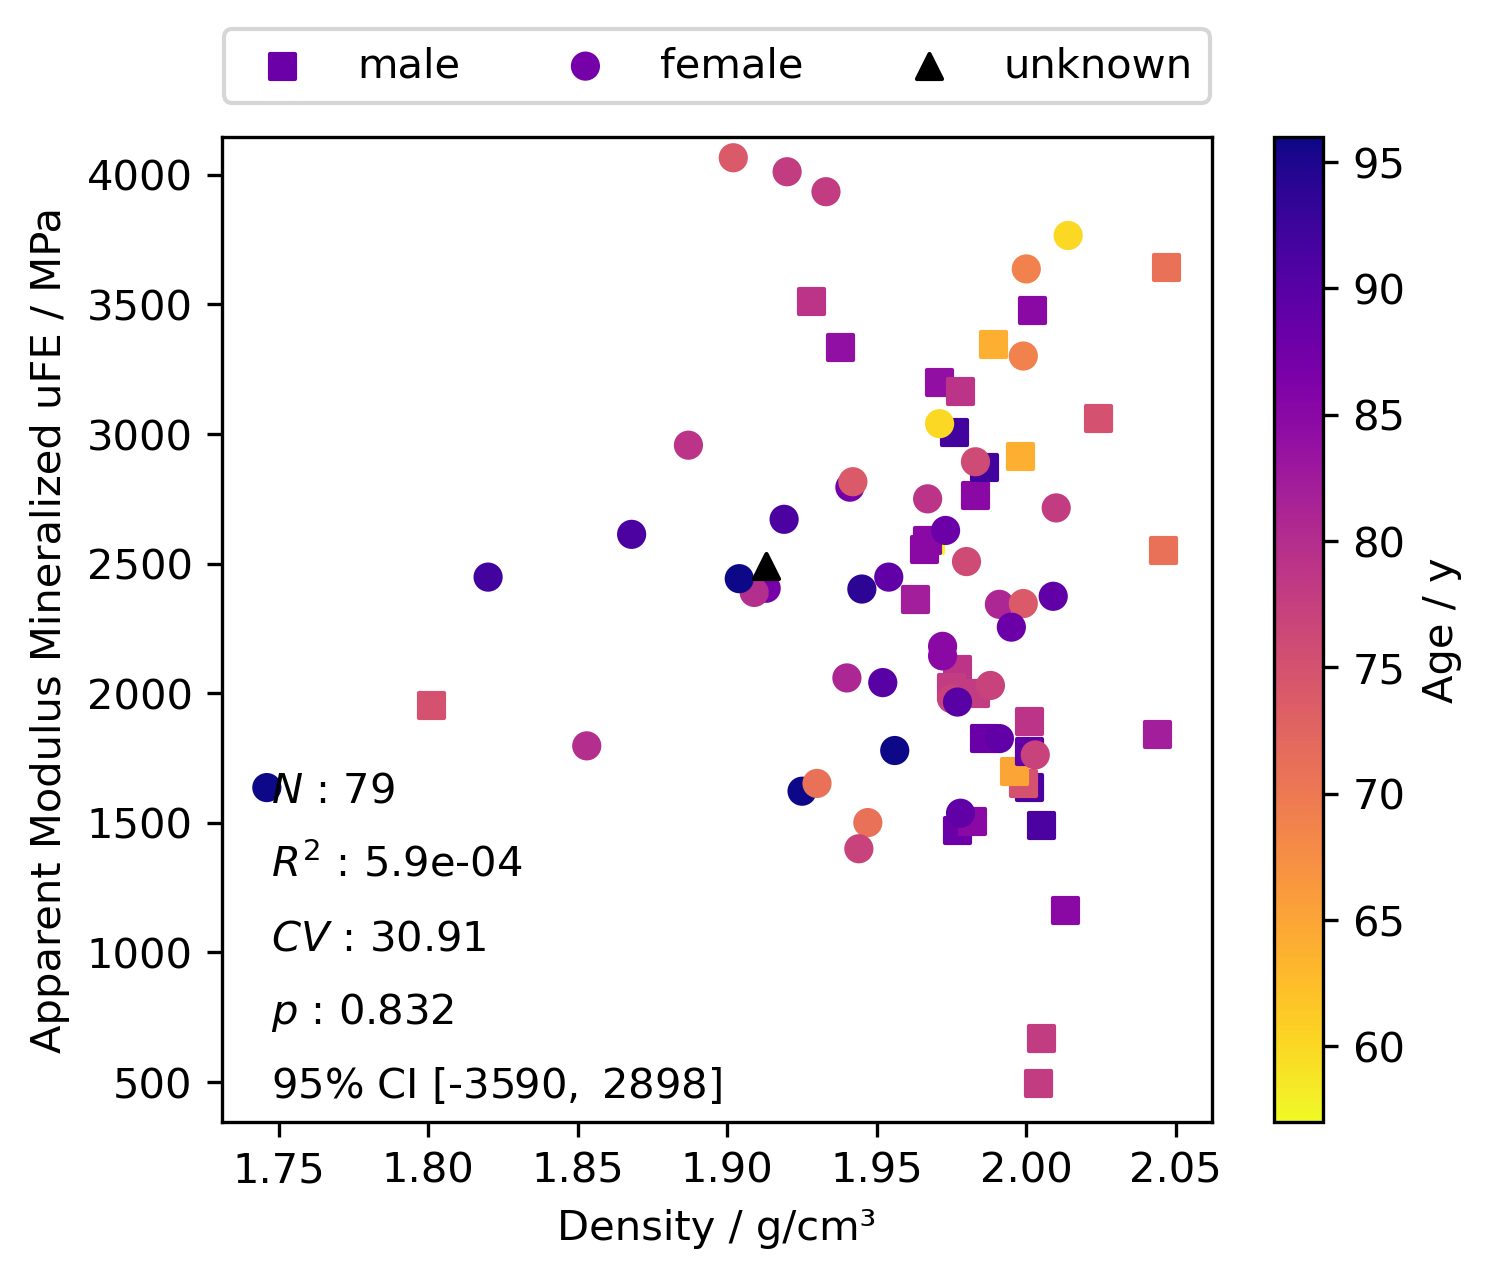 male female unknown
4000
3500
3000
2500
2000
1500
1000
500
Apparent Modulus Mineralized uFE / MPa
N : 79
R² : 5.9e-04
CV : 30.91
p : 0.832
95% CI [-3590, 2898]
1.75 1.80 1.85 1.90 1.95 2.00 2.05
Density / g/cm³
95
90
85
80
75
70
65
60
Age / y